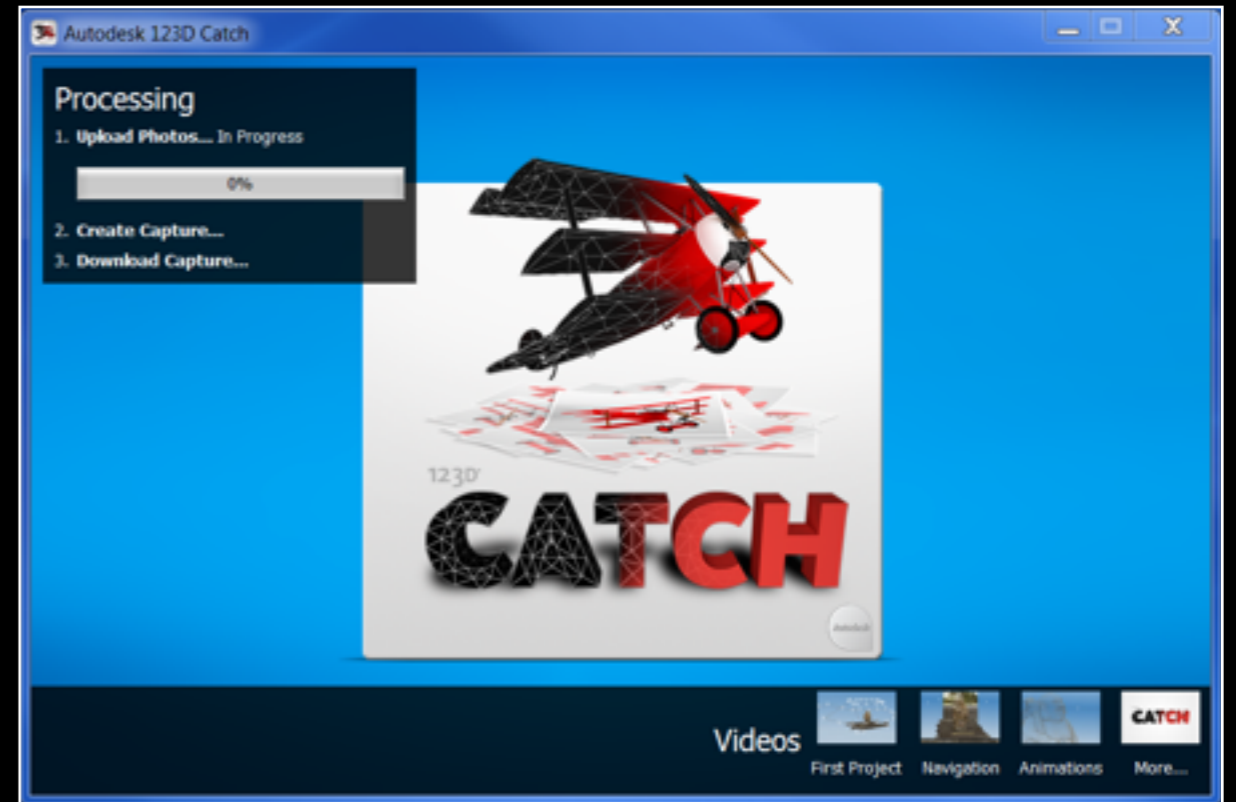 Autodesk 123D Catch
Processing
1. Upload Photos... In Progress
0%
2. Create Capture...
3. Download Capture...
123D
CATCH
Autodesk
Videos
CATCH
First Project
Navigation
Animations
More...